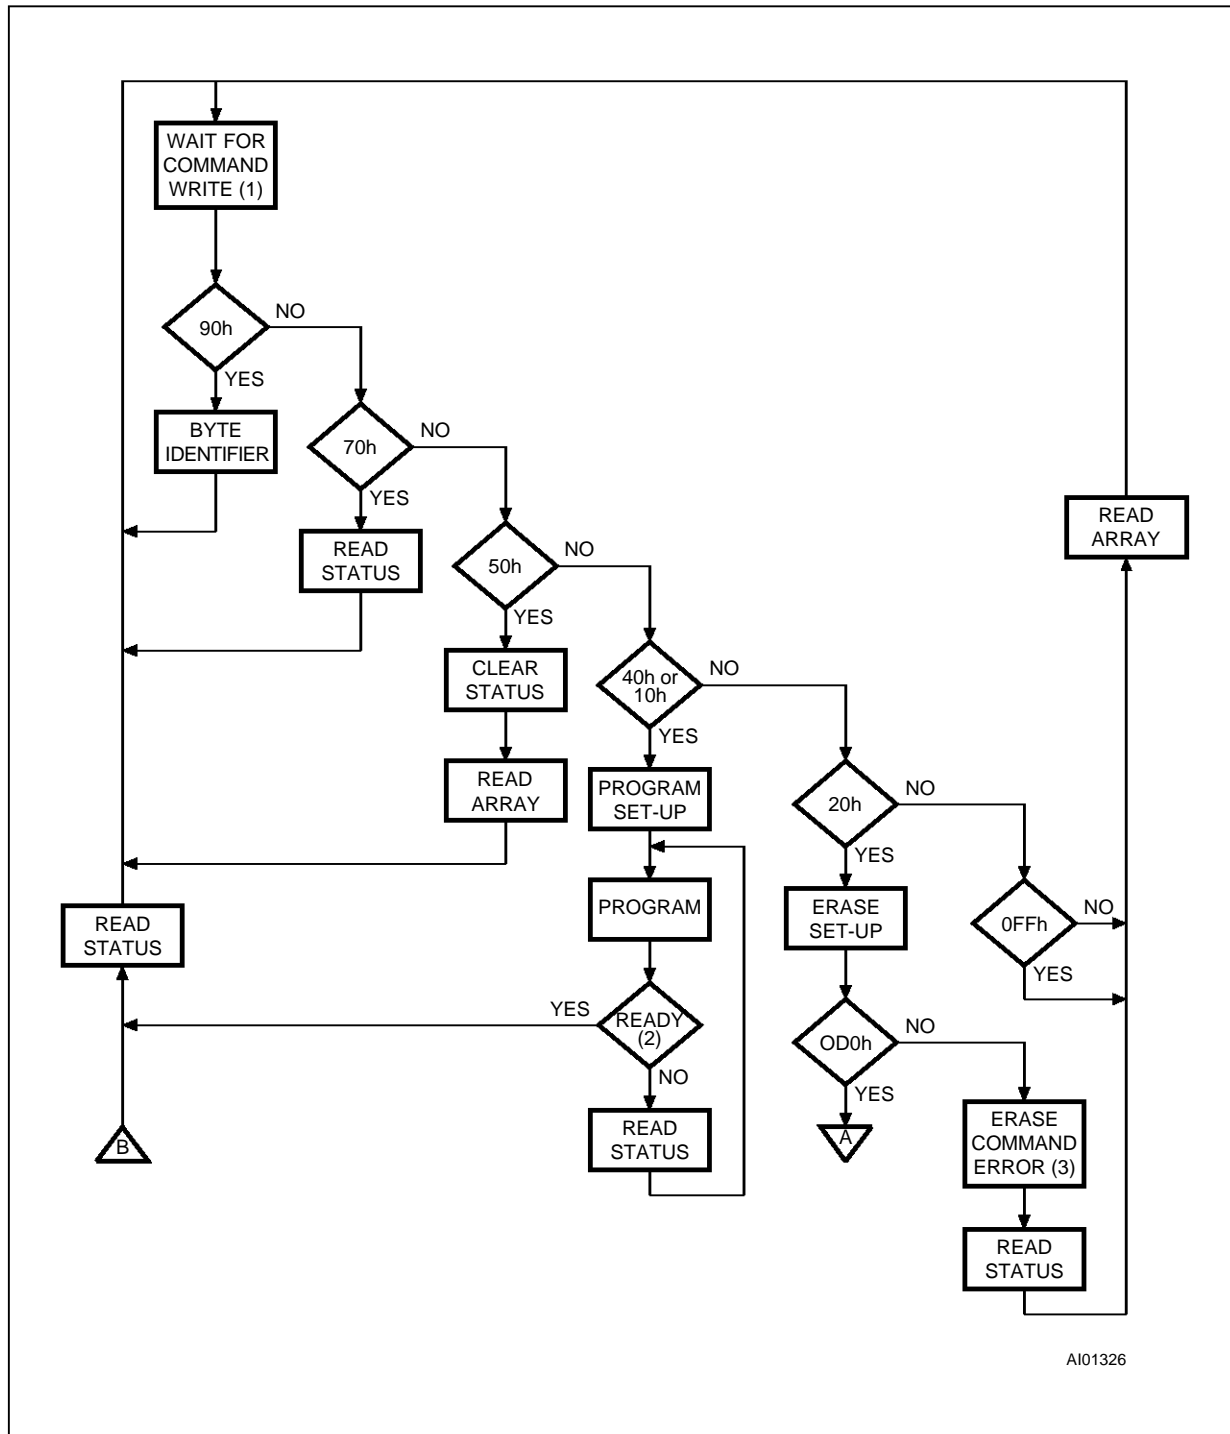 WAIT FOR
COMMAND
WRITE (1)
90h
NO
YES
BYTE
IDENTIFIER
70h
NO
YES
READ
STATUS
50h
NO
YES
CLEAR
STATUS
READ
ARRAY
40h or
10h
NO
YES
PROGRAM
SET-UP
PROGRAM
READY
(2)
YES
NO
READ
STATUS
20h
NO
YES
ERASE
SET-UP
OD0h
NO
YES
A
0FFh
NO
YES
ERASE
COMMAND
ERROR (3)
READ
STATUS
READ
ARRAY
READ
STATUS
B
AI01326